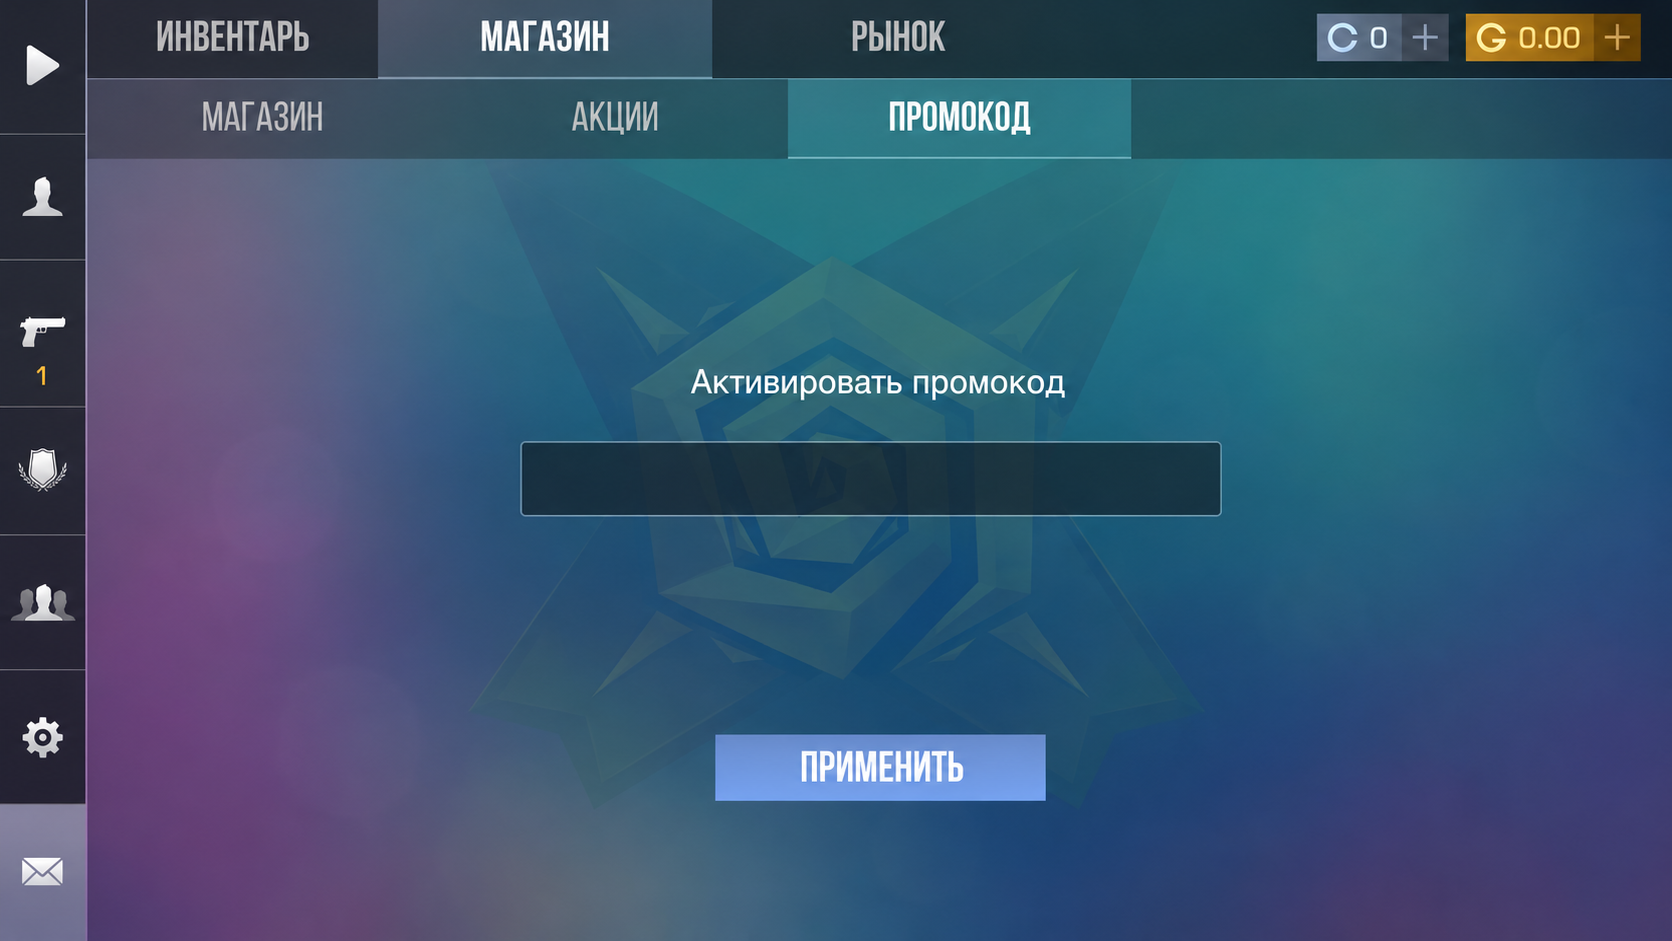 ИНВЕНТАРЬ МАГАЗИН РЫНОК C 0 + G 0.00 +
МАГАЗИН АКЦИИ ПРОМОКОД
1
Активировать промокод
ПРИМЕНИТЬ